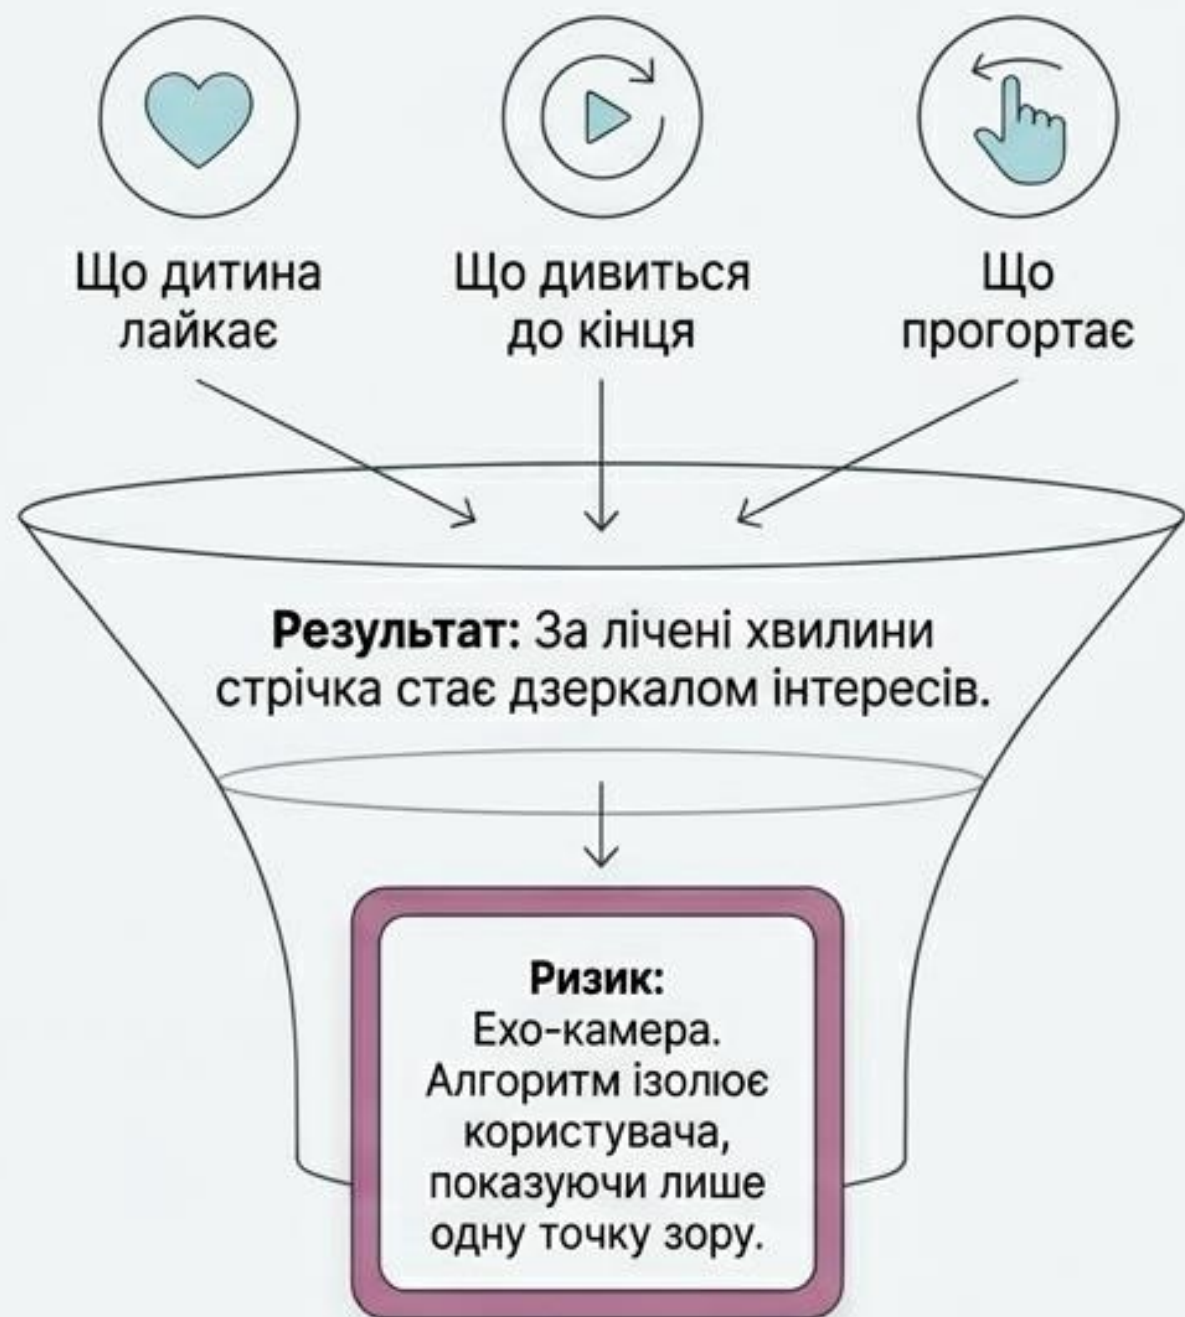 Що дитина
лайкає
Що дивиться
до кінця
Що
прогортає
Результат: За лічені хвилини
стрічка стає дзеркалом інтересів.
Ризик:
Ехо-камера.
Алгоритм ізолює
користувача,
показуючи лише
одну точку зору.